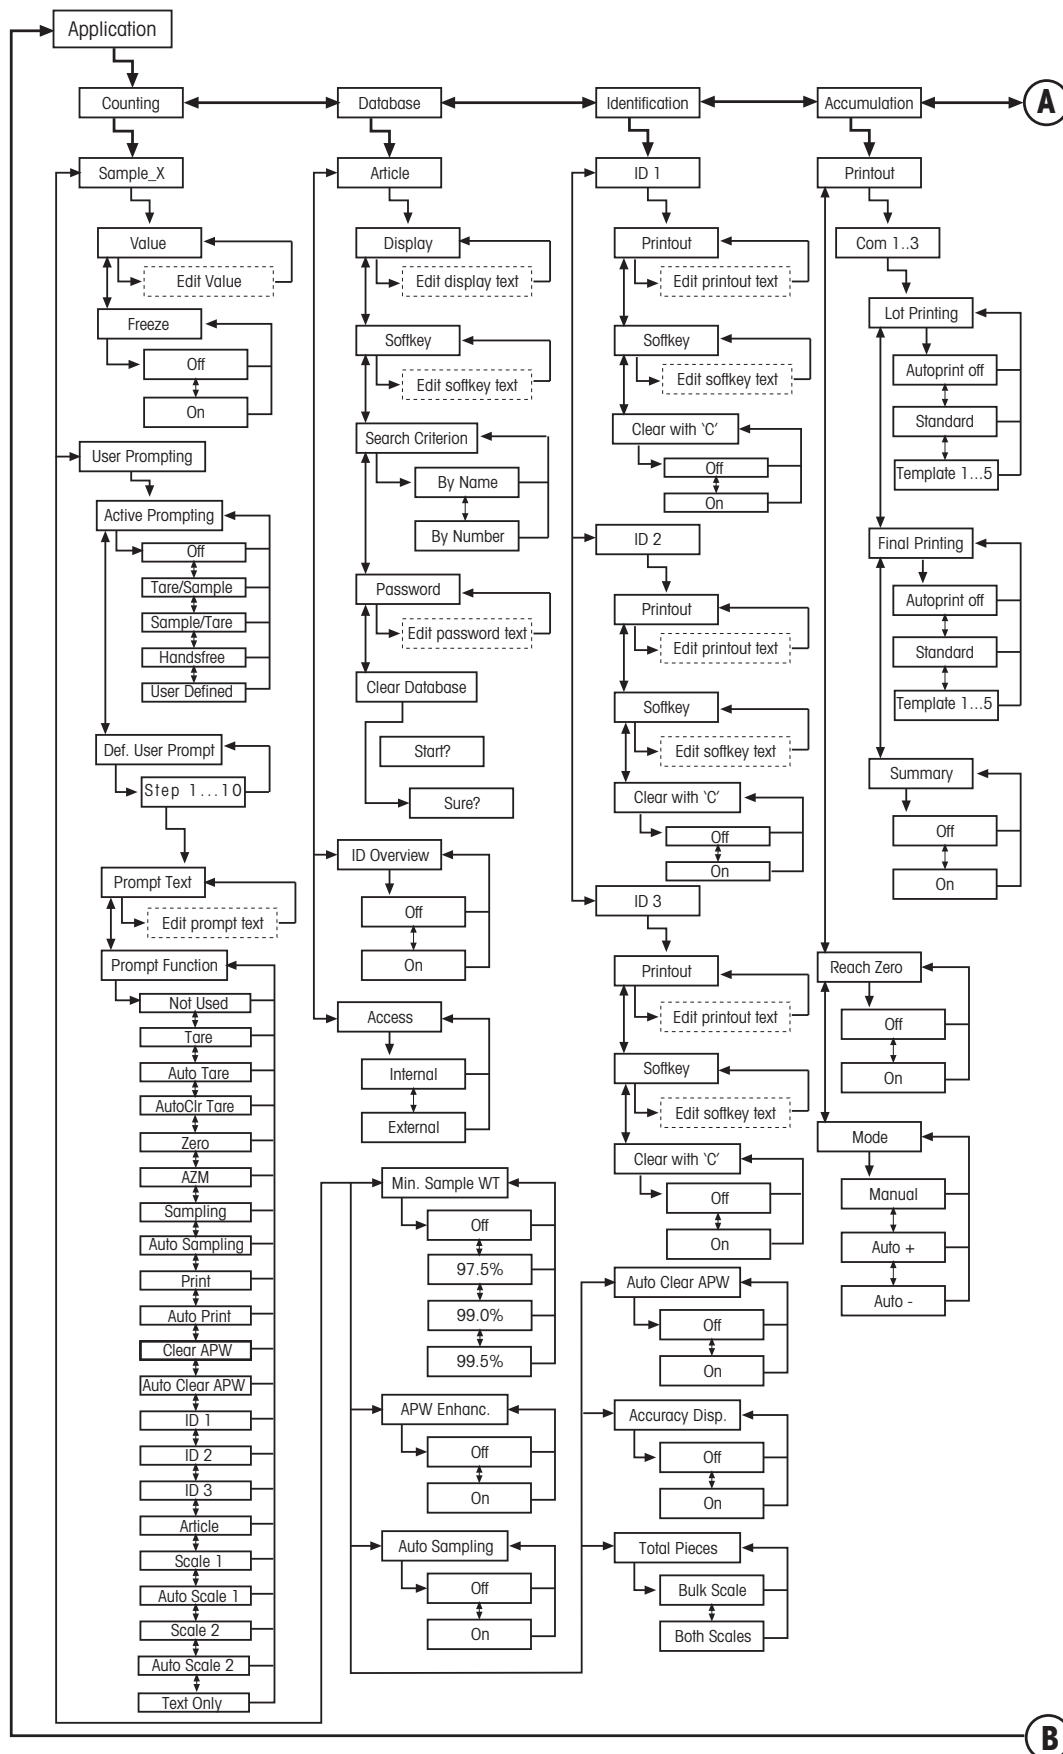 Application
Counting
Database
Identification
Accumulation
A
Sample_X
Value
Edit Value
Freeze
Off
On
User Prompting
Active Prompting
Off
Tare/Sample
Sample/Tare
Handsfree
User Defined
Def. User Prompt
Step 1...10
Prompt Text
Edit prompt text
Prompt Function
Not Used
Tare
Auto Tare
AutoClr Tare
Zero
AZM
Sampling
Auto Sampling
Print
Auto Print
Clear APW
Auto Clear APW
ID 1
ID 2
ID 3
Article
Scale 1
Auto Scale 1
Scale 2
Auto Scale 2
Text Only
Article
Display
Edit display text
Softkey
Edit softkey text
Search Criterion
By Name
By Number
Password
Edit password text
Clear Database
Start?
Sure?
ID Overview
Off
On
Access
Internal
External
Min. Sample WT
Off
97.5%
99.0%
99.5%
APW Enhanc.
Off
On
Auto Sampling
Off
On
ID 1
Printout
Edit printout text
Softkey
Edit softkey text
Clear with ‘C’
Off
On
ID 2
Printout
Edit printout text
Softkey
Edit softkey text
Clear with ‘C’
Off
On
ID 3
Printout
Edit printout text
Softkey
Edit softkey text
Clear with ‘C’
Off
On
Auto Clear APW
Off
On
Accuracy Disp.
Off
On
Total Pieces
Bulk Scale
Both Scales
Printout
Com 1..3
Lot Printing
Autoprint off
Standard
Template 1...5
Final Printing
Autoprint off
Standard
Template 1...5
Summary
Off
On
Reach Zero
Off
On
Mode
Manual
Auto +
Auto -
B